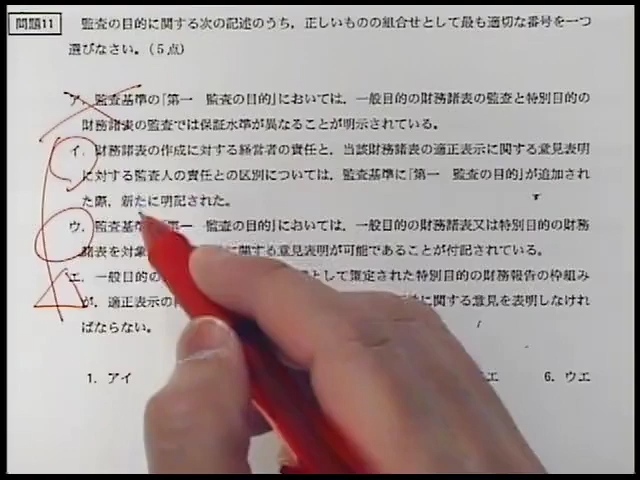 問題11 監査の目的に関する次の記述のうち，正しいものの組合せとして最も適切な番号を一つ
選びなさい。（５点）
ア．監査基準の「第一　監査の目的」においては，一般目的の財務諸表の監査と特別目的の
財務諸表の監査では保証水準が異なることが明示されている。
イ．財務諸表の作成に対する経営者の責任と，当該財務諸表の適正表示に関する意見表明
に対する監査人の責任との区別については，監査基準に「第一　監査の目的」が追加され
た際，新たに明記された。
ウ．監査基 「第一　監査の目的」においては，一般目的の財務諸表又は特別目的の財務
諸表を対象 に関する意見表明が可能であることが付記されている。
エ．一般目的の として策定された特別目的の財務報告の枠組み
が，適正表示の に関する意見を表明しなけれ
ばならない。
1．アイ エ 6．ウエ